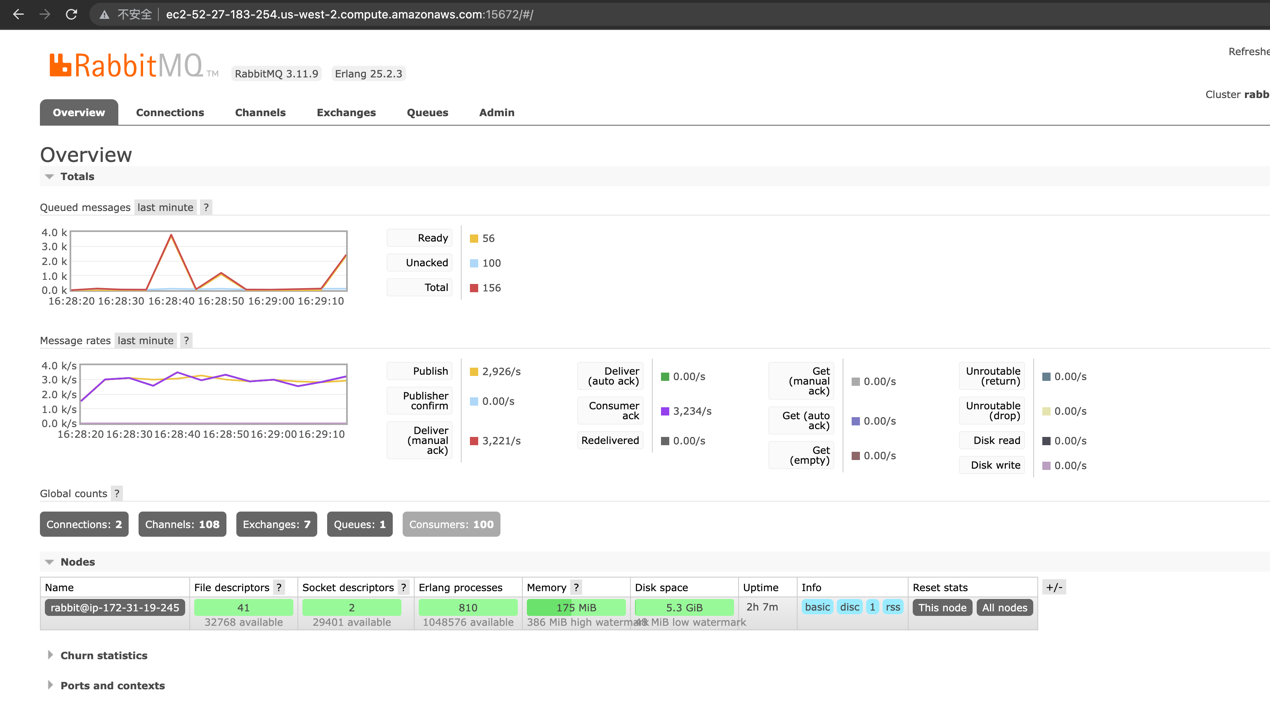 不安全 ec2-52-27-183-254.us-west-2.compute.amazonaws.com:15672/#/
RabbitMQ TM RabbitMQ 3.11.9 Erlang 25.2.3
Refreshe
Cluster rabb
Overview Connections Channels Exchanges Queues Admin
Overview
Totals
Queued messages last minute ?
4.0 k
3.0 k
2.0 k
1.0 k
0.0 k
16:28:20 16:28:30 16:28:40 16:28:50 16:29:00 16:29:10
Ready 56
Unacked 100
Total 156
Message rates last minute ?
4.0 k/s
3.0 k/s
2.0 k/s
1.0 k/s
0.0 k/s
16:28:20 16:28:30 16:28:40 16:28:50 16:29:00 16:29:10
Publish 2,926/s
Publisher
confirm 0.00/s
Deliver
(manual
ack) 3,221/s
Deliver
(auto ack) 0.00/s
Consumer
ack 3,234/s
Redelivered 0.00/s
Get
(manual
ack) 0.00/s
Get (auto
ack) 0.00/s
Get
(empty) 0.00/s
Unroutable
(return) 0.00/s
Unroutable
(drop) 0.00/s
Disk read 0.00/s
Disk write 0.00/s
Global counts ?
Connections: 2 Channels: 108 Exchanges: 7 Queues: 1 Consumers: 100
Nodes
Name File descriptors ? Socket descriptors ? Erlang processes Memory ? Disk space Uptime Info Reset stats +/-
rabbit@ip-172-31-19-245 41 2 810 175 MiB 5.3 GiB 2h 7m basic disc 1 rss This node All nodes
32768 available 29401 available 1048576 available 386 MiB high watermark MiB low watermark
Churn statistics
Ports and contexts